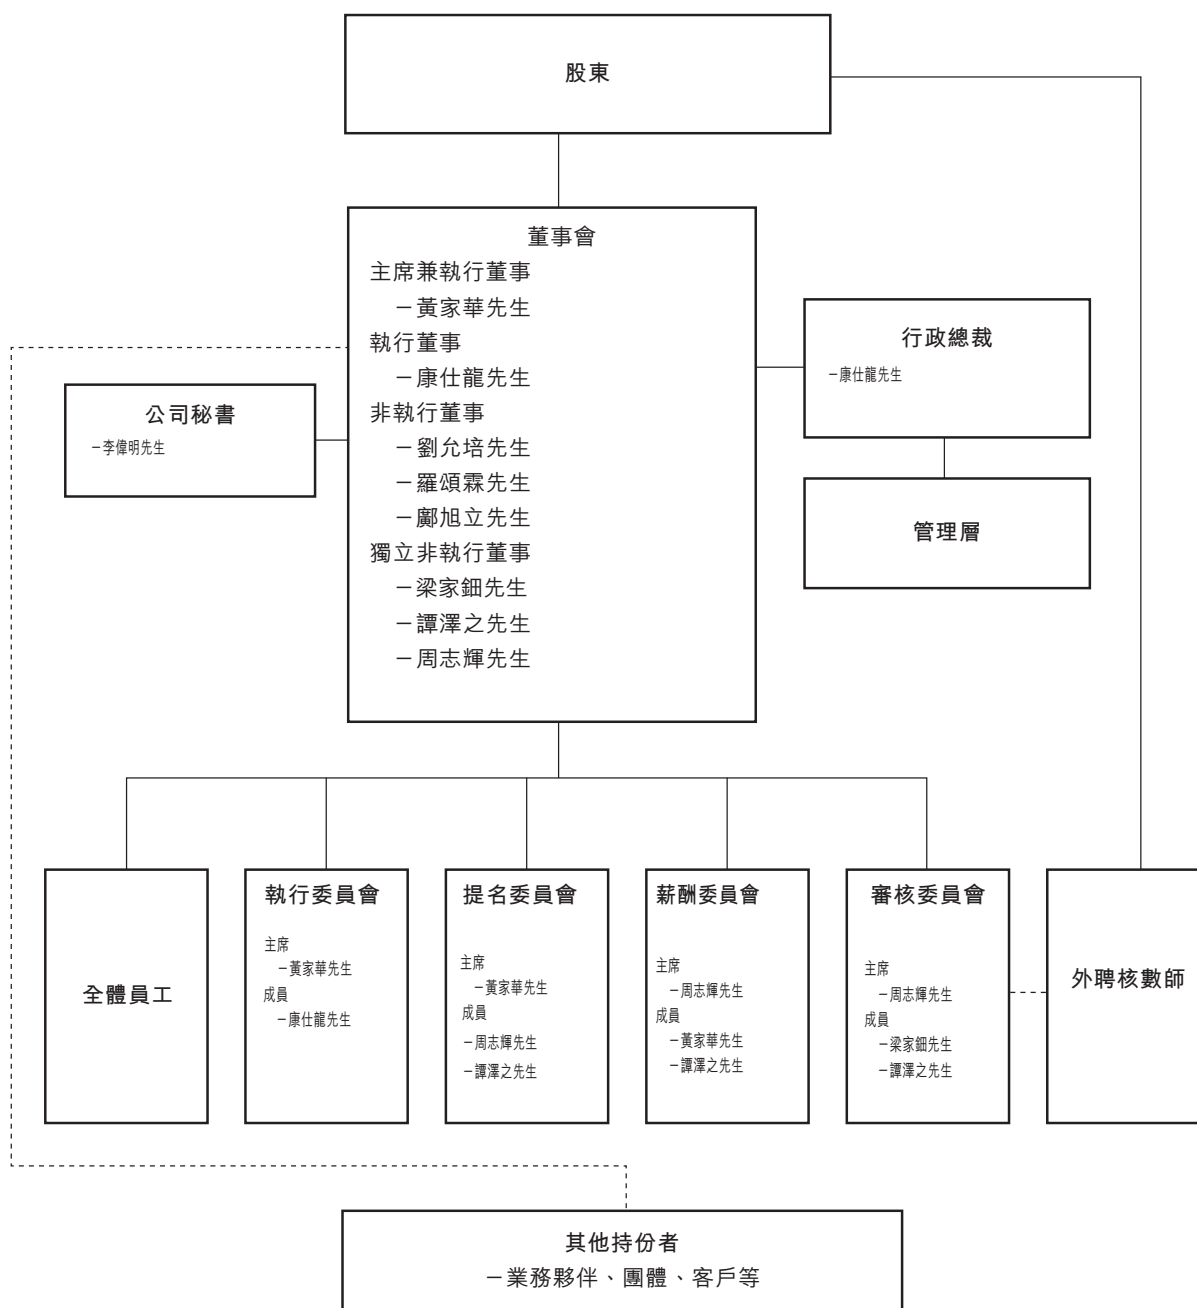 股東
董事會
主席兼執行董事
－黃家華先生
執行董事
－康仕龍先生
非執行董事
－劉允培先生
－羅頌霖先生
－鄺旭立先生
獨立非執行董事
－梁家鈿先生
－譚澤之先生
－周志輝先生
行政總裁
－康仕龍先生
公司秘書
－李偉明先生
管理層
全體員工
執行委員會
主席
－黃家華先生
成員
－康仕龍先生
提名委員會
主席
－黃家華先生
成員
－周志輝先生
－譚澤之先生
薪酬委員會
主席
－周志輝先生
成員
－黃家華先生
－譚澤之先生
審核委員會
主席
－周志輝先生
成員
－梁家鈿先生
－譚澤之先生
外聘核數師
其他持份者
－業務夥伴、團體、客戶等